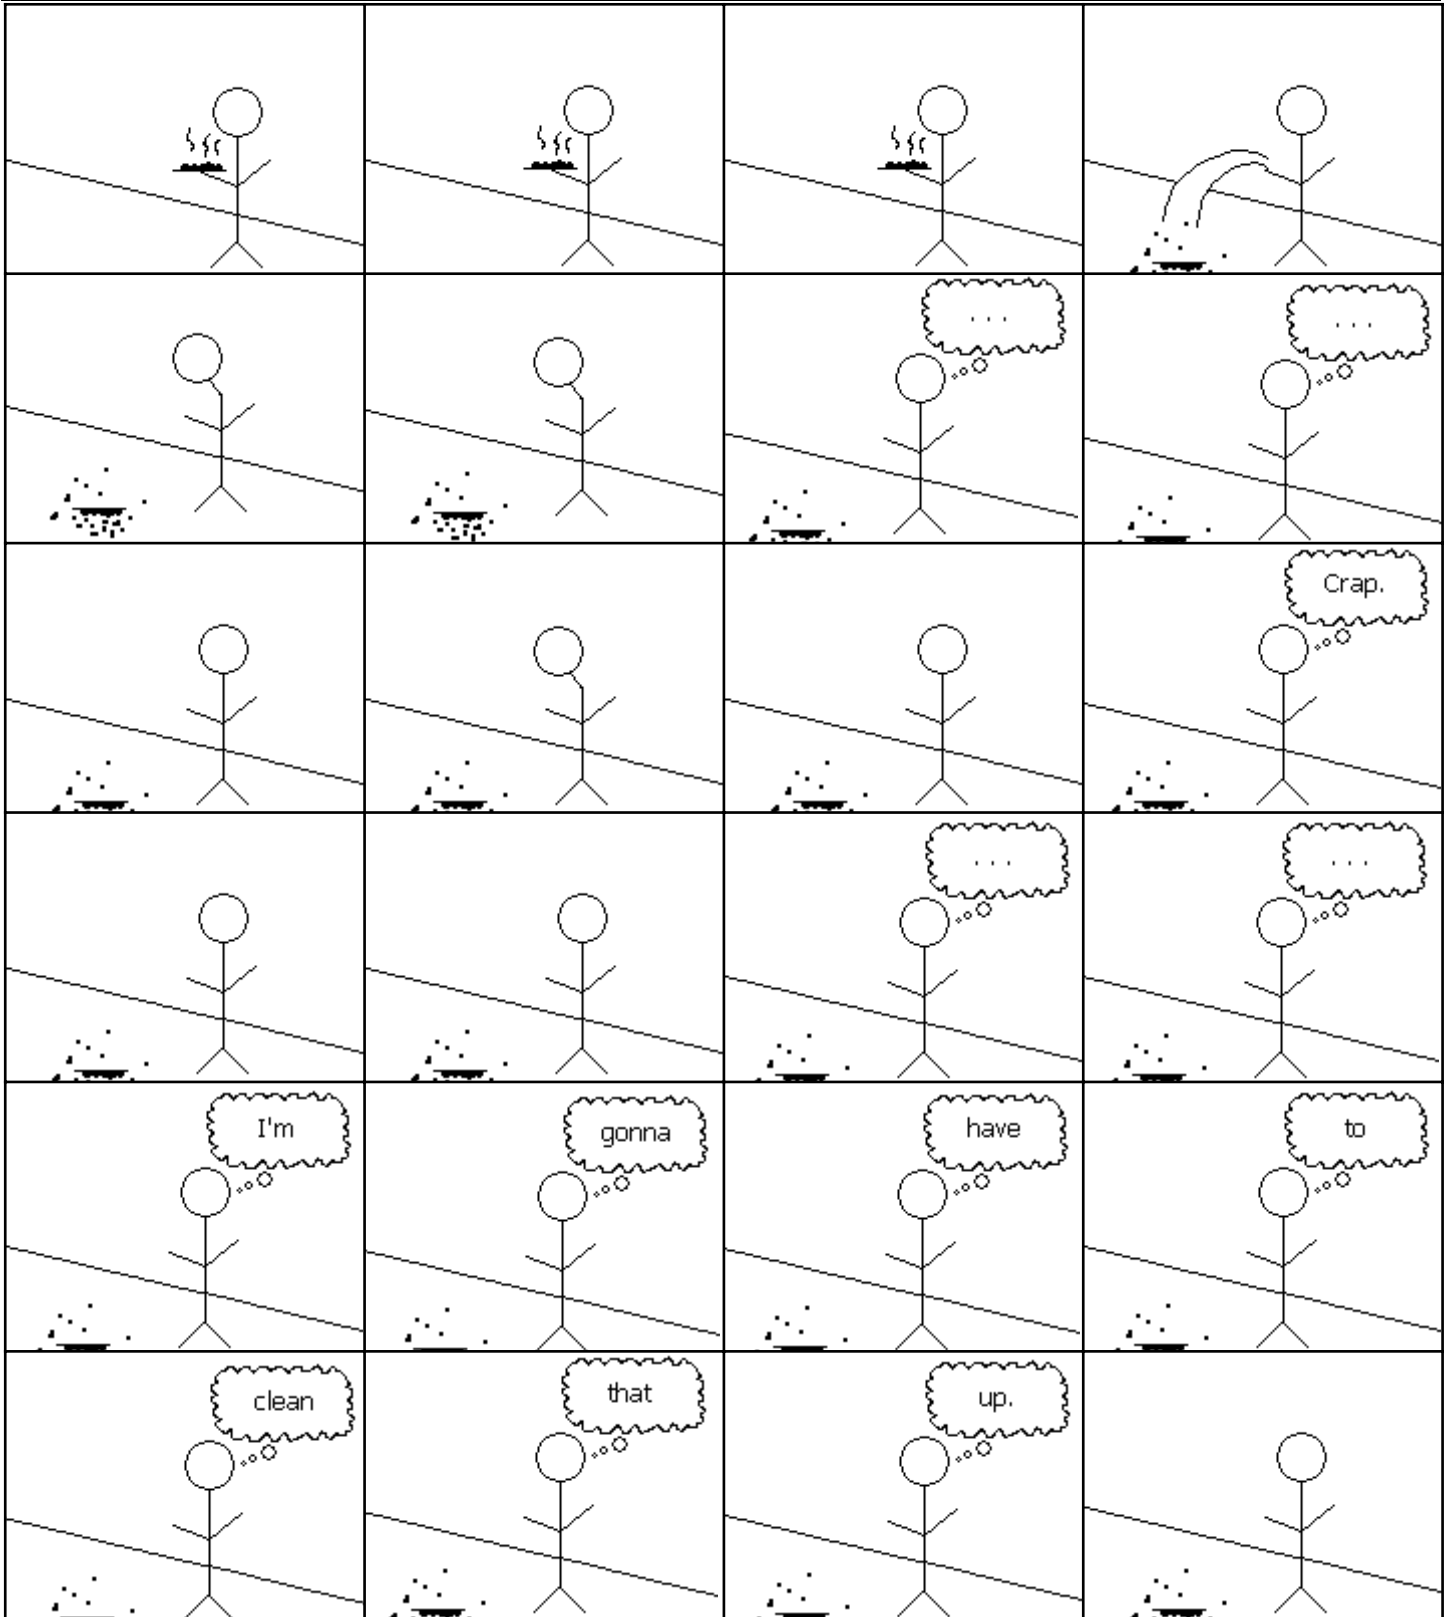 . . .
. . .
Crap.
. . .
. . .
I'm
gonna
have
to
clean
that
up.